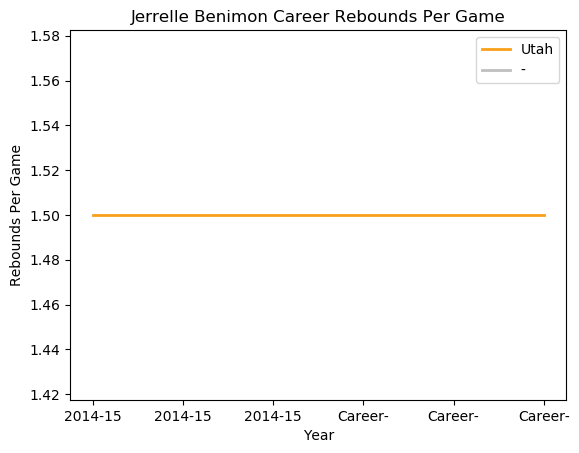 Jerrelle Benimon Career Rebounds Per Game
1.58
1.56
1.54
1.52
1.50
1.48
1.46
1.44
1.42
Rebounds Per Game
Utah
-
2014-15 2014-15 2014-15 Career- Career- Career-
Year